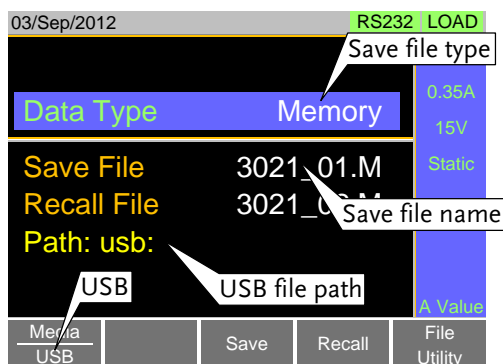 03/Sep/2012 RS232 LOAD
Save file type
0.35A
Data Type Memory
15V
Save File 3021_01.M
Static
Recall File
Save file name
Path: usb:
USB
USB file path
A Value
Media
USB
Save
Recall
File
Utility